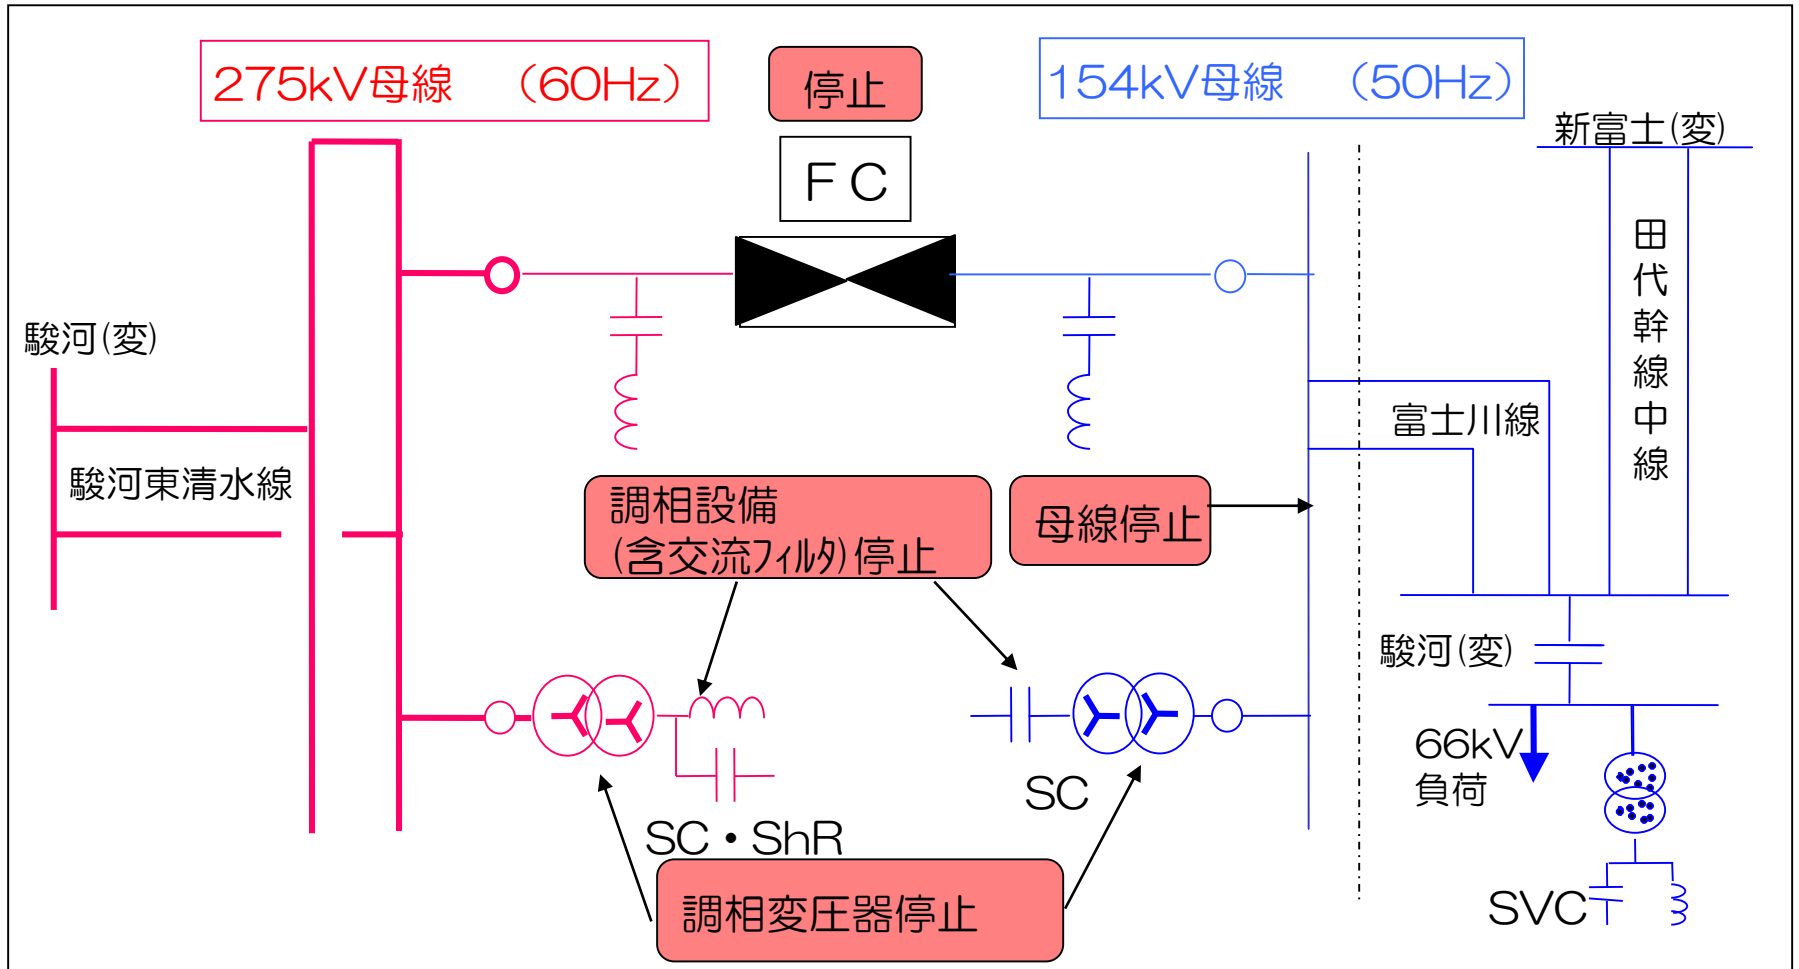 275kV母線　(60Hz)
停止
154kV母線　(50Hz)
FC
新富士(変)
田代幹線中線
駿河(変)
富士川線
駿河東清水線
調相設備
(含交流フィルタ)停止
母線停止
駿河(変)
66kV
負荷
SC
SC・ShR
調相変圧器停止
SVC